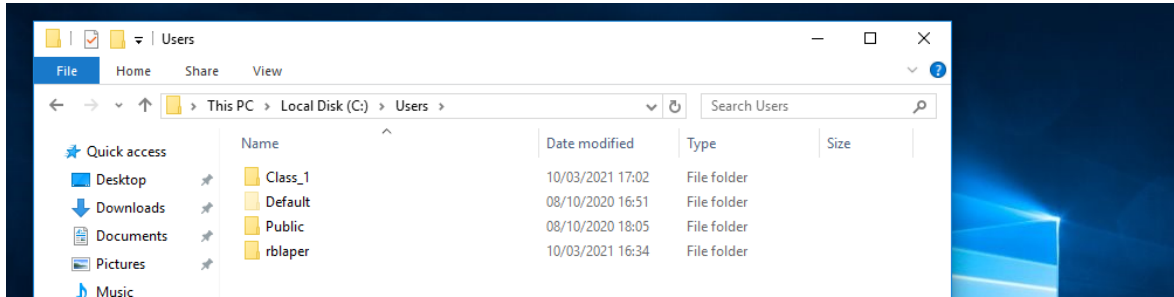 Users
File Home Share View
This PC > Local Disk (C:) > Users > Search Users
Quick access Name Date modified Type Size
Desktop Class_1 10/03/2021 17:02 File folder
Downloads Default 08/10/2020 16:51 File folder
Documents Public 08/10/2020 18:05 File folder
Pictures rblaper 10/03/2021 16:34 File folder
Music